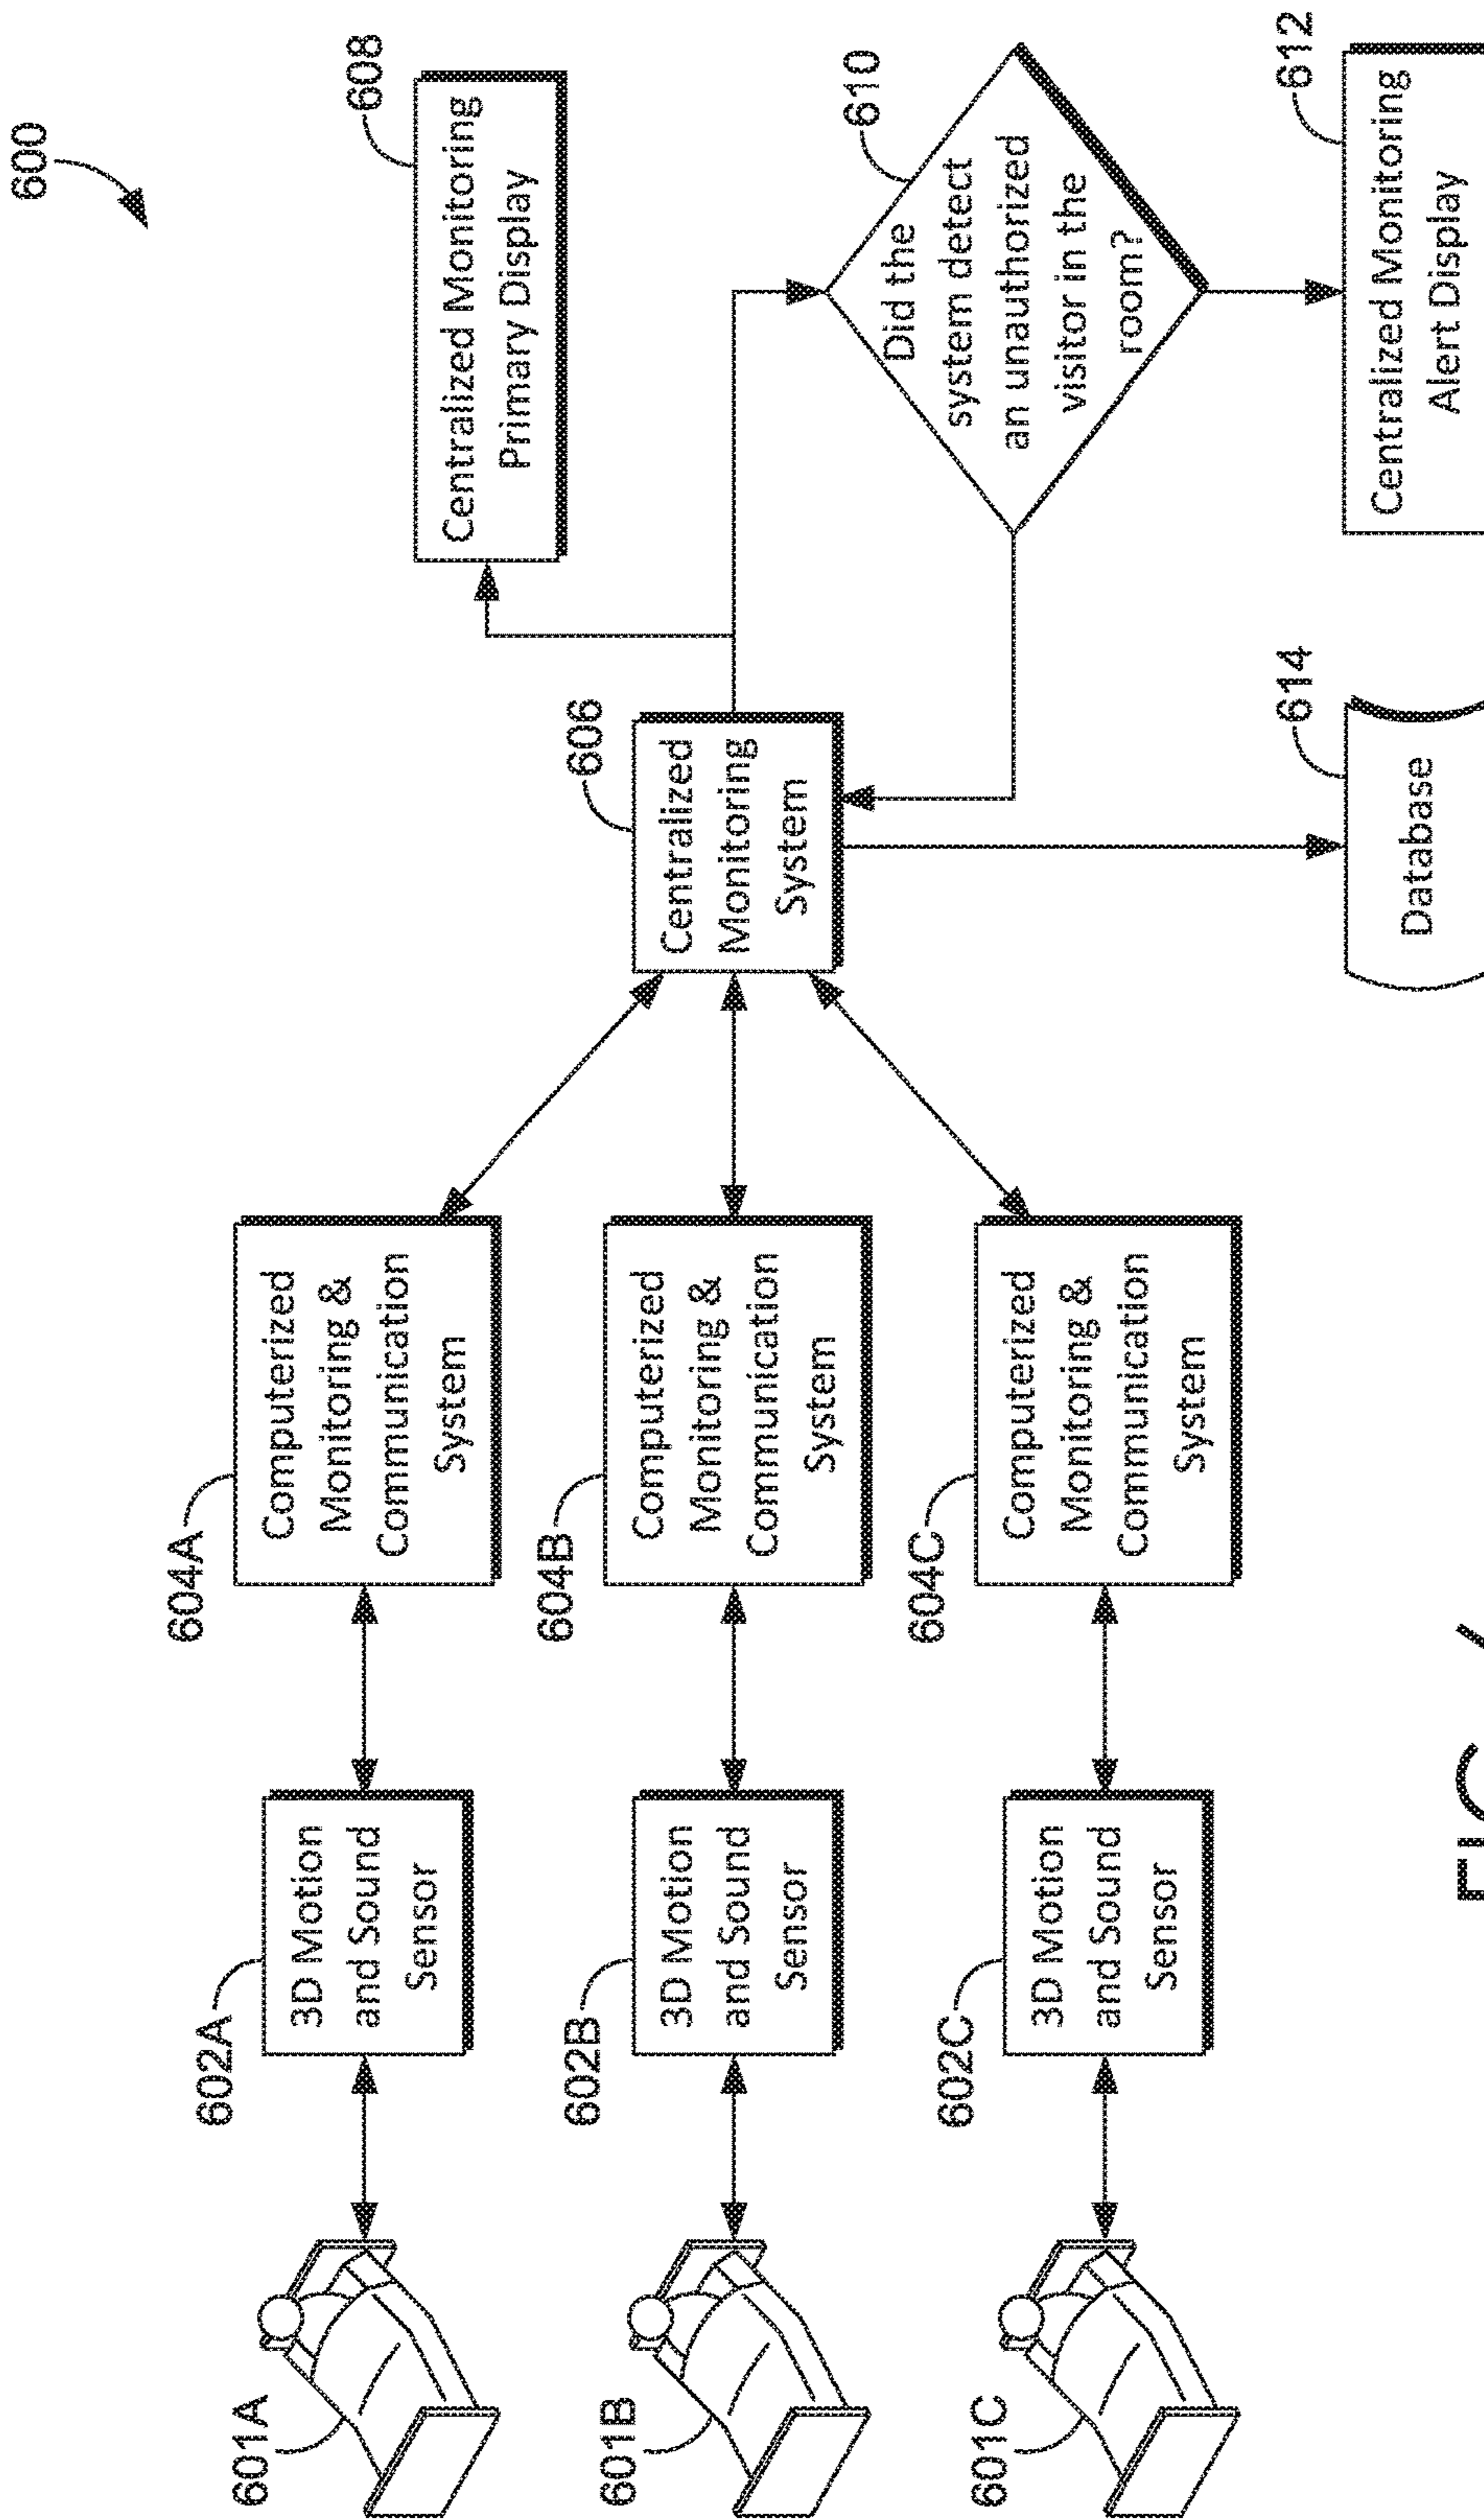 600
601A
602A
3D Motion
and Sound
Sensor
604A
Computerized
Monitoring &
Communication
System
601B
602B
3D Motion
and Sound
Sensor
604B
Computerized
Monitoring &
Communication
System
601C
602C
3D Motion
and Sound
Sensor
604C
Computerized
Monitoring &
Communication
System
606
Centralized
Monitoring
System
608
Centralized Monitoring
Primary Display
610
Did the
system detect
an unauthorized
visitor in the
room?
612
Centralized Monitoring
Alert Display
614
Database